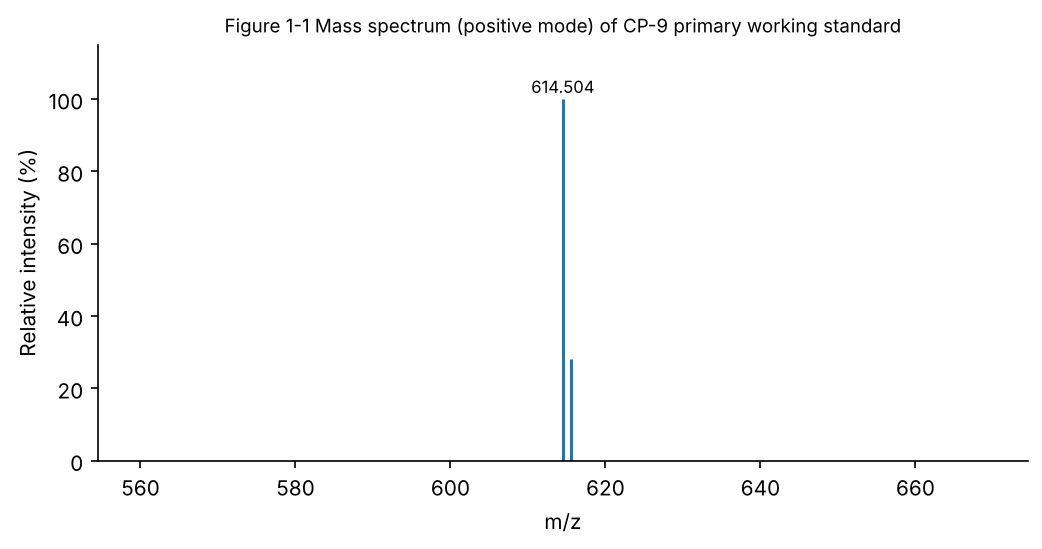 Figure 1-1 Mass spectrum (positive mode) of CP-9 primary working standard
614.504
100
80
60
40
20
0
Relative intensity (%)
560 580 600 620 640 660
m/z